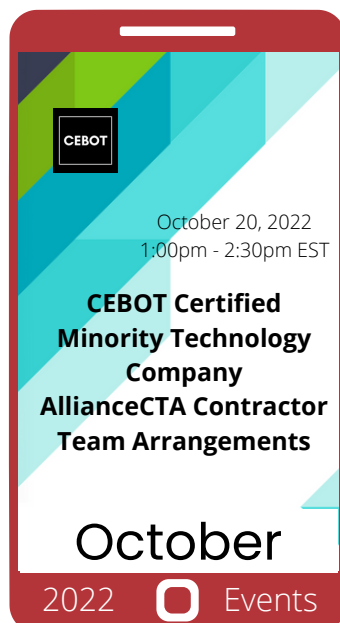 CEBOT
October 20, 2022
1:00pm - 2:30pm EST
CEBOT Certified
Minority Technology
Company
AllianceCTA Contractor
Team Arrangements
October
2022 Events